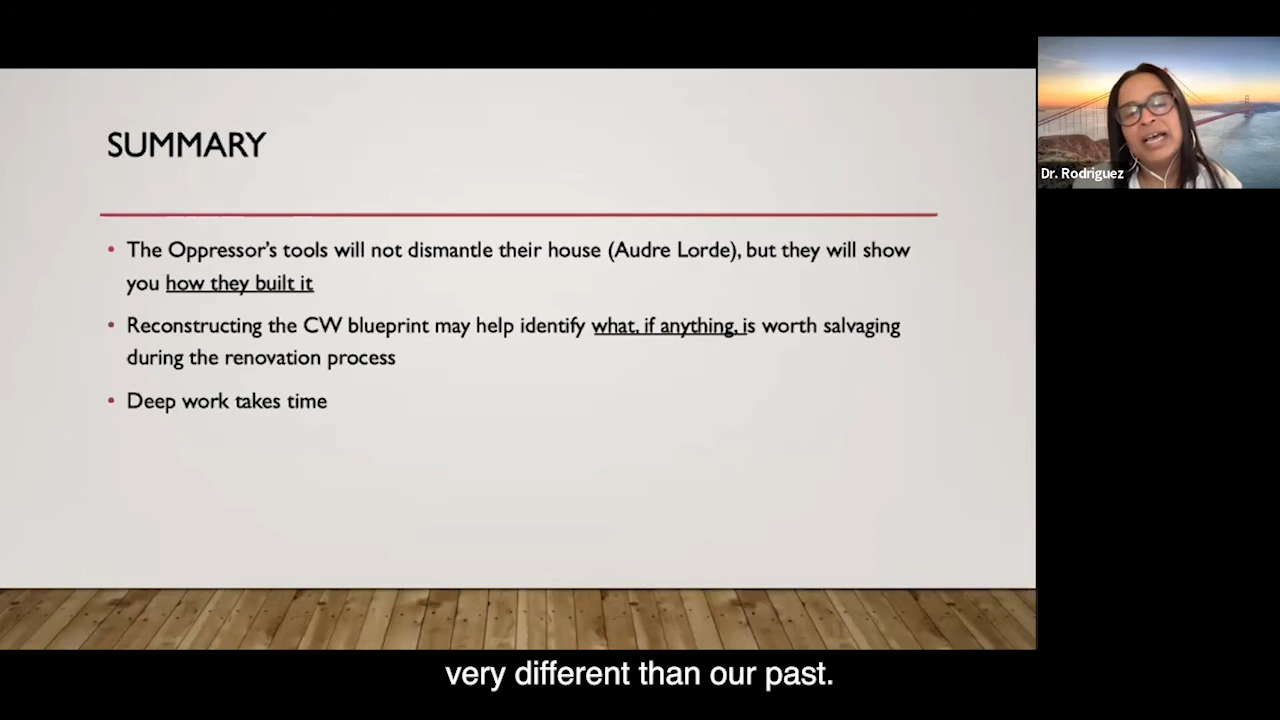 SUMMARY
• The Oppressor's tools will not dismantle their house (Audre Lorde), but they will show
you how they built it
• Reconstructing the CW blueprint may help identify what, if anything, is worth salvaging
during the renovation process
• Deep work takes time
Dr. Rodriguez
very different than our past.